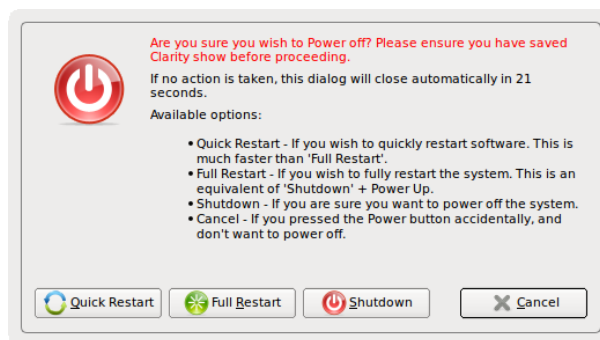 Are you sure you wish to Power off? Please ensure you have saved
Clarity show before proceeding.
If no action is taken, this dialog will close automatically in 21
seconds.
Available options:
• Quick Restart - If you wish to quickly restart software. This is
much faster than 'Full Restart'.
• Full Restart - If you wish to fully restart the system. This is an
equivalent of 'Shutdown' + Power Up.
• Shutdown - If you are sure you want to power off the system.
• Cancel - If you pressed the Power button accidentally, and
don't want to power off.
Quick Restart
Full Restart
Shutdown
Cancel